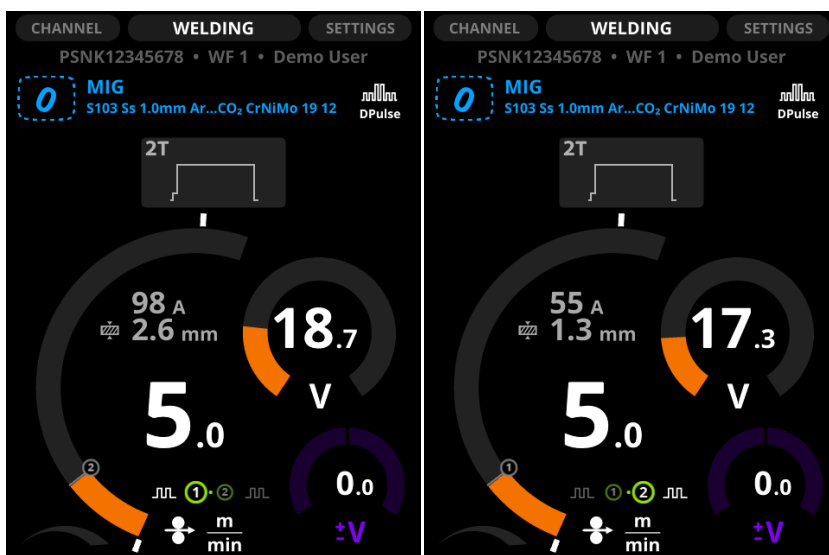 CHANNEL WELDING SETTINGS
PSNK12345678 • WF 1 • Demo User
0
MIG
S103 Ss 1.0mm Ar...CO₂ CrNiMo 19 12
DPulse
2T
98 A
2.6 mm
18.7
V
5.0
2
1 · 2
0.0
±V
m
min
CHANNEL WELDING SETTINGS
PSNK12345678 • WF 1 • Demo User
0
MIG
S103 Ss 1.0mm Ar...CO₂ CrNiMo 19 12
DPulse
2T
55 A
1.3 mm
17.3
V
5.0
1
1 · 2
0.0
±V
m
min